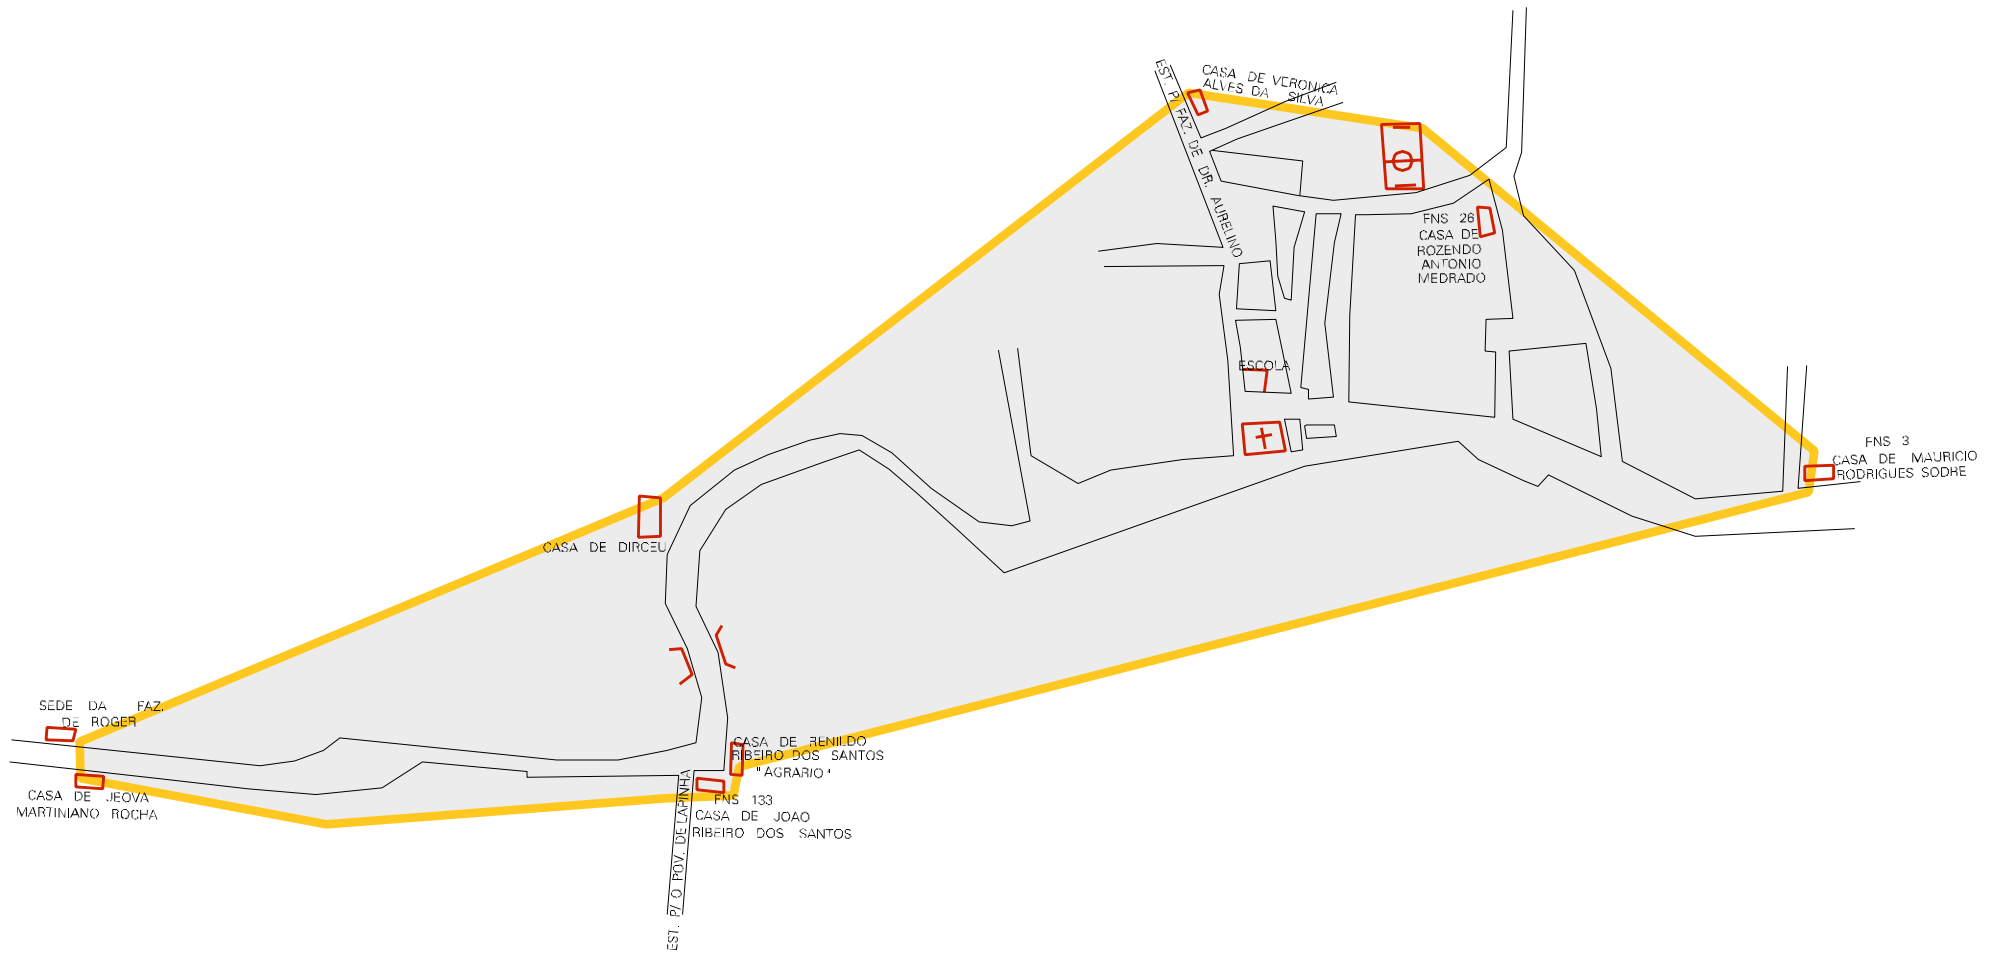 EST. P/ FAZ. DE DR. AURELINO
CASA DE VERONICA
ALVES DA SILVA
FNS 26
CASA DE
ROZENDO
ANTONIO
MEDRADO
ESCOLA
FNS 3
CASA DE MAURICIO
RODRIGUES SODRE
CASA DE DIRCEU
SEDE DA FAZ.
DE ROGER
CASA DE JEOVA
MARTINIANO ROCHA
CASA DE RENILDO
RIBEIRO DOS SANTOS
"AGRARIO"
FNS 133
CASA DE JOAO
RIBEIRO DOS SANTOS
EST. P/ O POV. DE LAPINHA